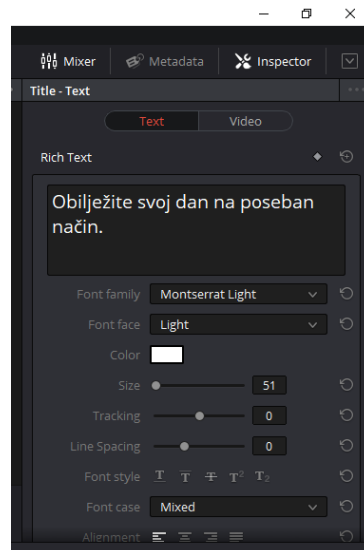 Mixer Metadata Inspector
Title - Text
Text Video
Rich Text
Obilježite svoj dan na poseban
način.
Font family Montserrat Light
Font face Light
Color
Size 51
Tracking 0
Line Spacing 0
Font style T T T T² T₂
Font case Mixed
Alignment